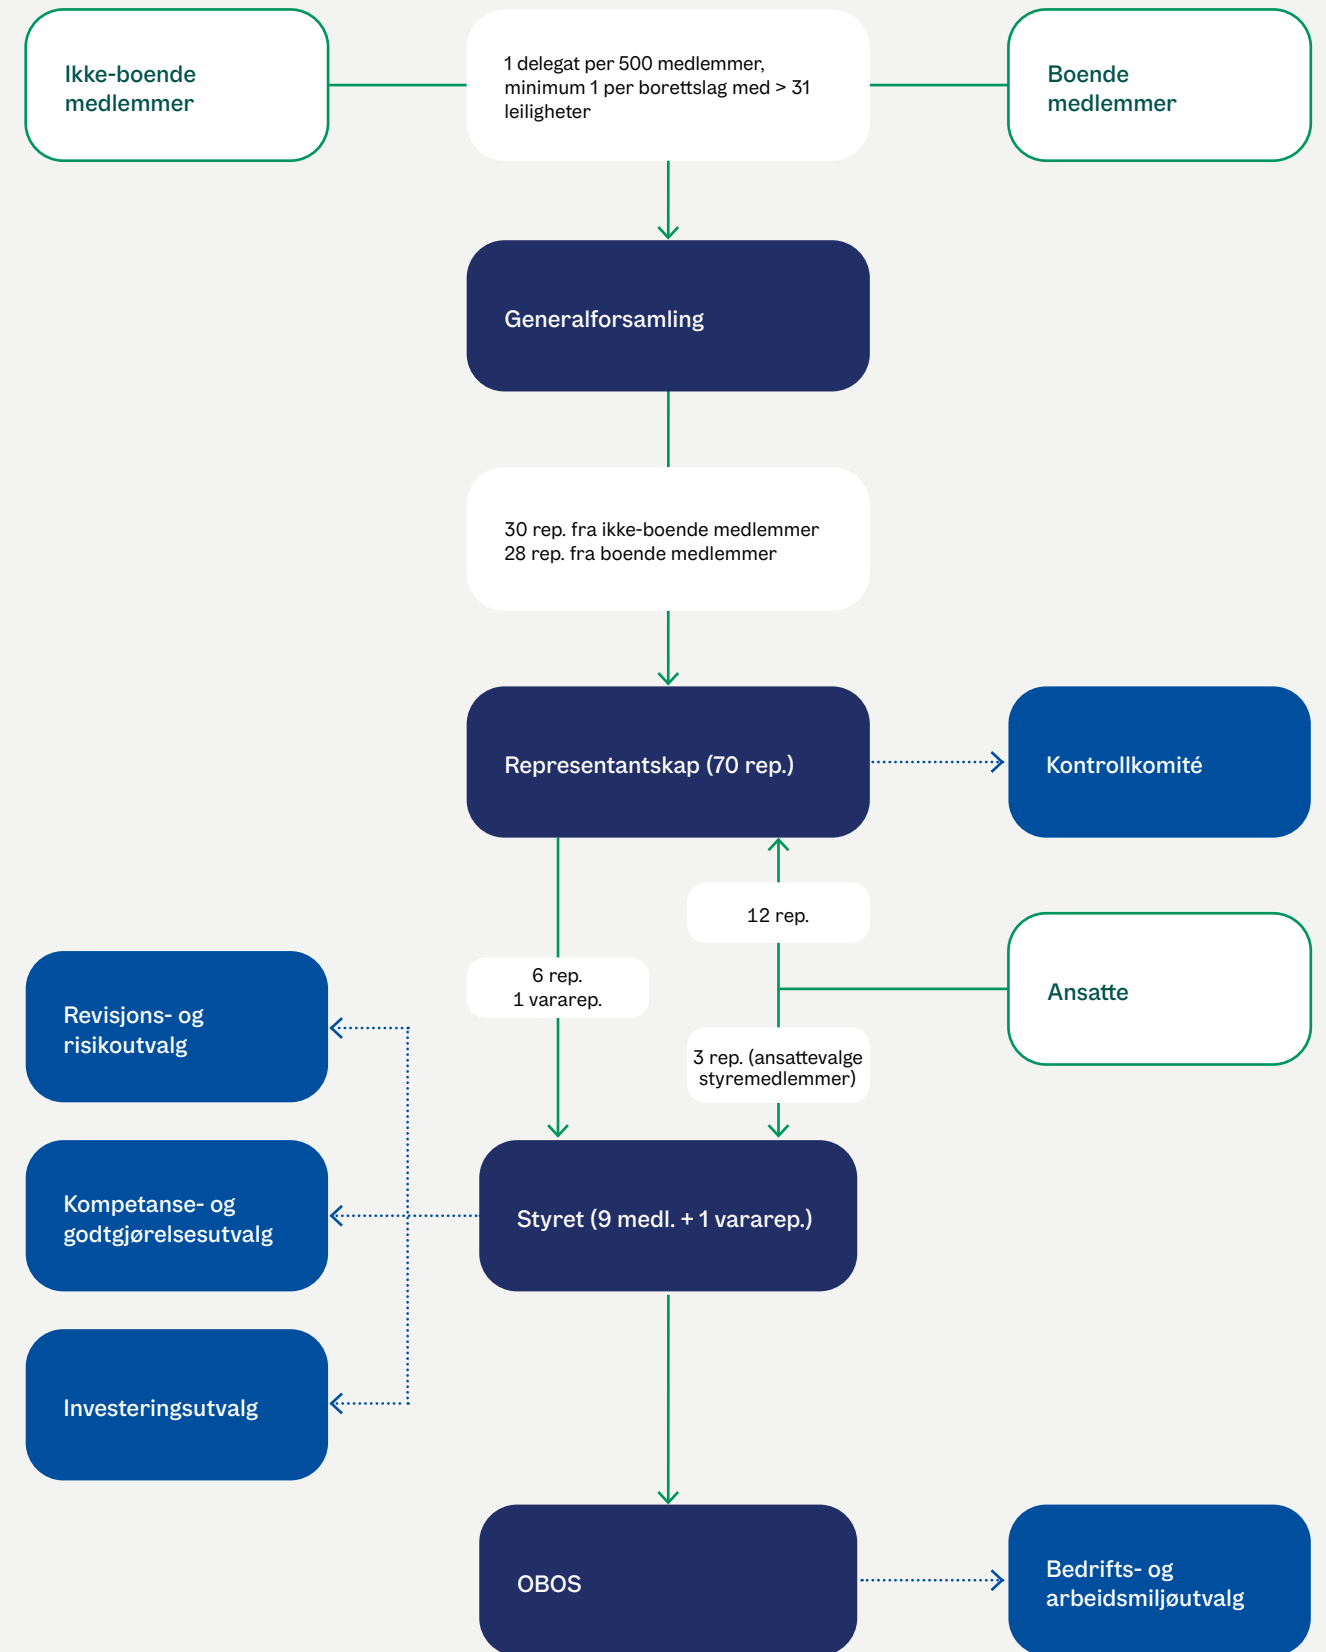 Ikke-boende
medlemmer
1 delegat per 500 medlemmer,
minimum 1 per borettslag med > 31
leiligheter
Boende
medlemmer
Generalforsamling
30 rep. fra ikke-boende medlemmer
28 rep. fra boende medlemmer
Representantskap (70 rep.)
Kontrollkomité
12 rep.
6 rep.
1 vararep.
Ansatte
3 rep. (ansattevalge
styremedlemmer)
Revisjons- og
risikoutvalg
Kompetanse- og
godtgjørelsesutvalg
Styret (9 medl. + 1 vararep.)
Investeringsutvalg
OBOS
Bedrifts- og
arbeidsmiljøutvalg